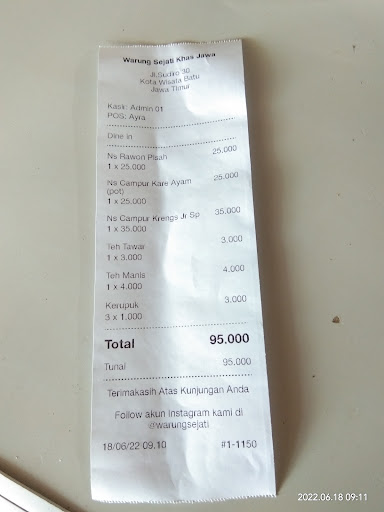 Warung Sejati Khas Jawa
Jl.Sudiro 30
Kota Wisata Batu
Jawa Timur
Kasir: Admin 01
POS: Ayra
Dine in
Ns Rawon Pisah 25.000
1 x 25.000
Ns Campur Kare Ayam 25.000
(pot)
1 x 25.000
Ns Campur Krengs Jr Sp 35.000
1 x 35.000
Teh Tawar 3.000
1 x 3.000
Teh Manis 4.000
1 x 4.000
Kerupuk 3.000
3 x 1.000
Total 95.000
Tunai 95.000
Terimakasih Atas Kunjungan Anda
Follow akun instagram kami di
@warungsejati
18/06/22 09.10 #1-1150
2022.06.18 09:11